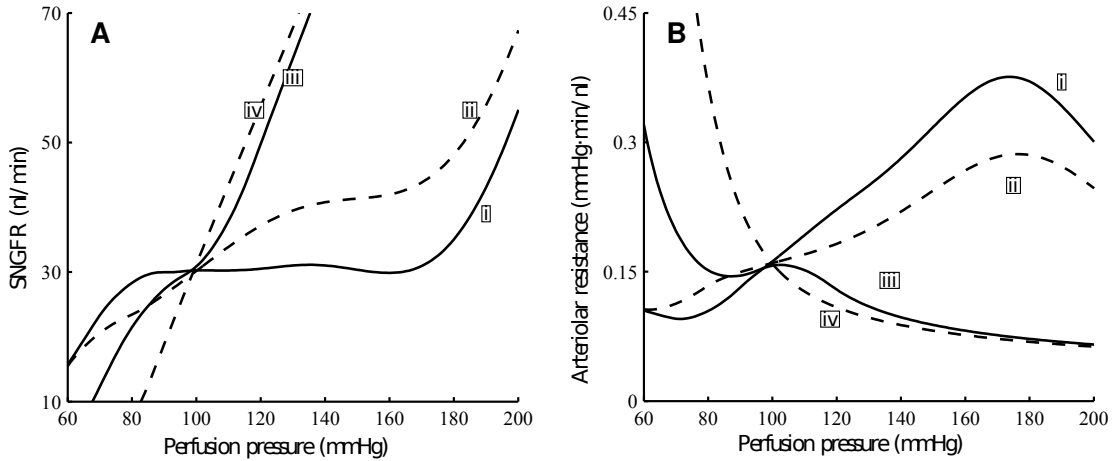 A
SNGFR (nl/min)
70
50
30
10
60 80 100 120 140 160 180 200
Perfusion pressure (mmHg)
iv
iii
ii
i
B
Arteriolar resistance (mmHg·min/nl)
0.45
0.3
0.15
0
60 80 100 120 140 160 180 200
Perfusion pressure (mmHg)
i
ii
iii
iv